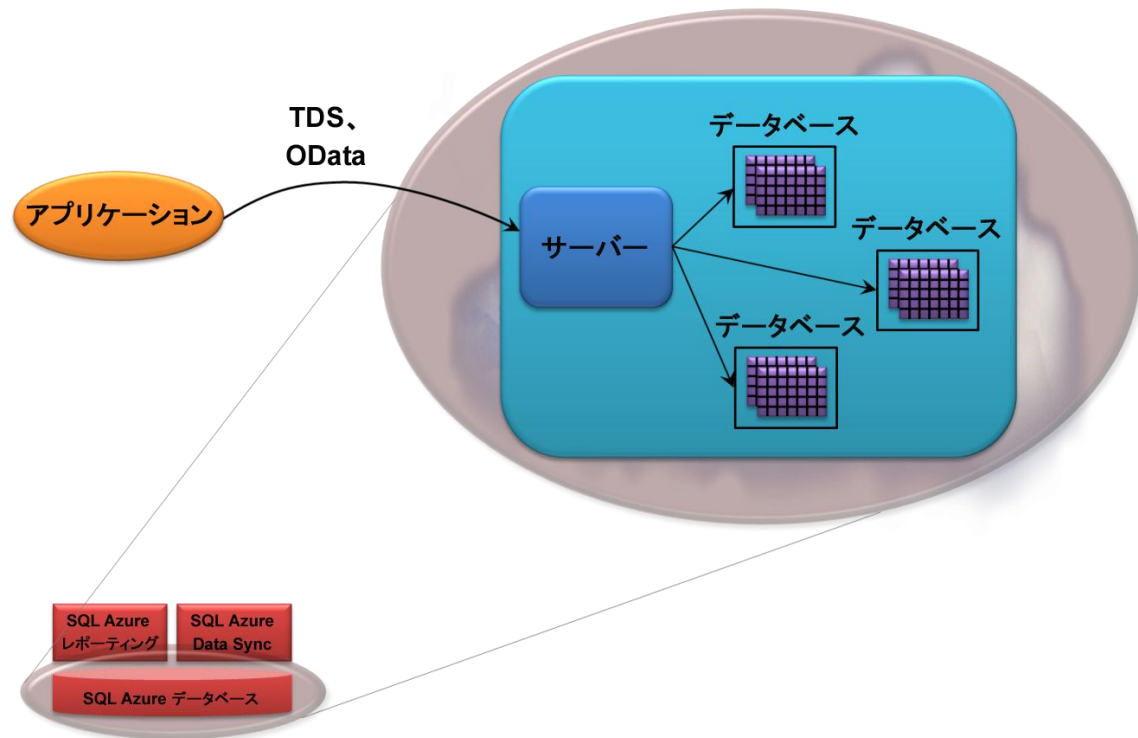 TDS、
OData
アプリケーション
サーバー
データベース
データベース
データベース
SQL Azure
レポーティング
SQL Azure
Data Sync
SQL Azure データベース